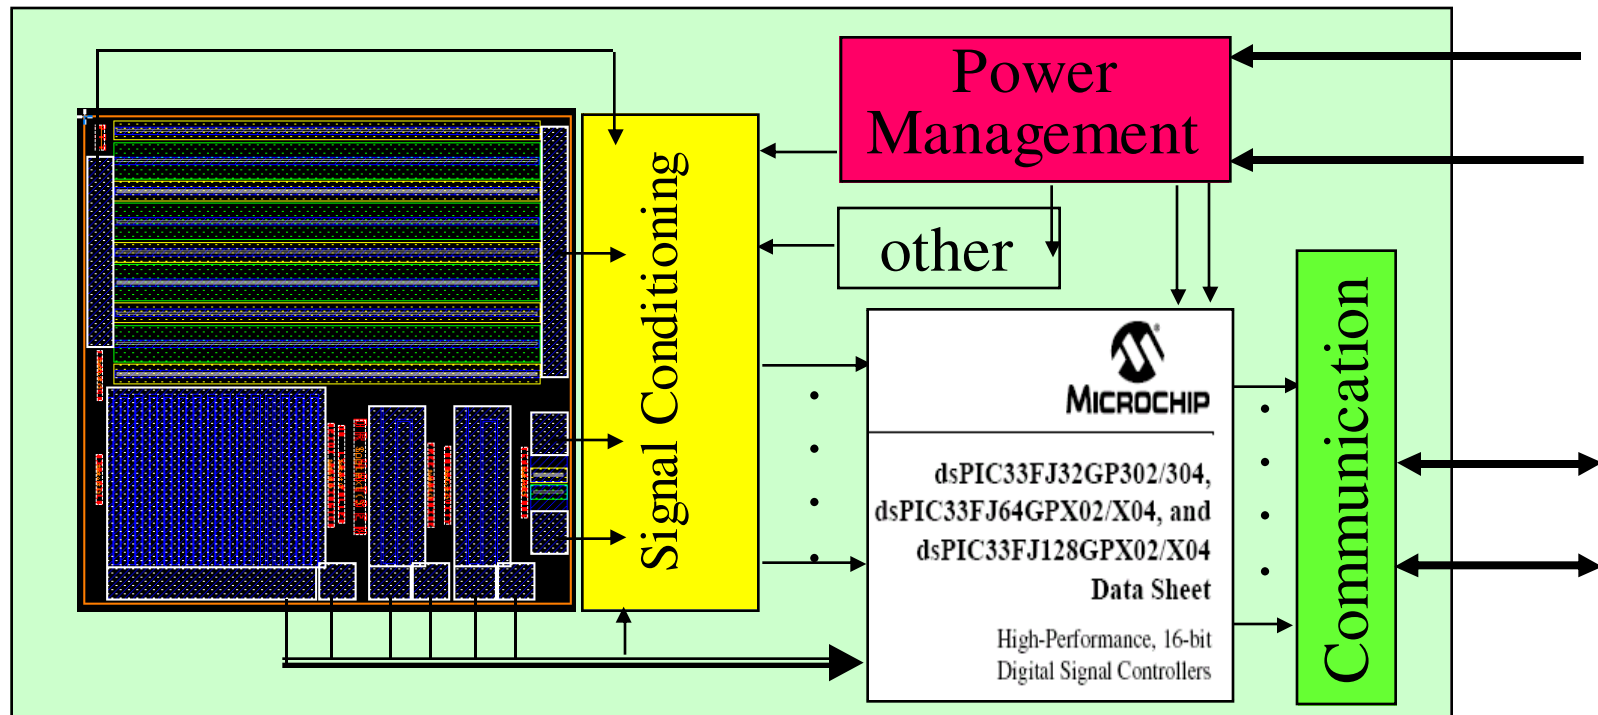 Power
Management
other
Signal Conditioning
MICROCHIP
dsPIC33FJ32GP302/304,
dsPIC33FJ64GPX02/X04, and
dsPIC33FJ128GPX02/X04
Data Sheet
High-Performance, 16-bit
Digital Signal Controllers
Communication